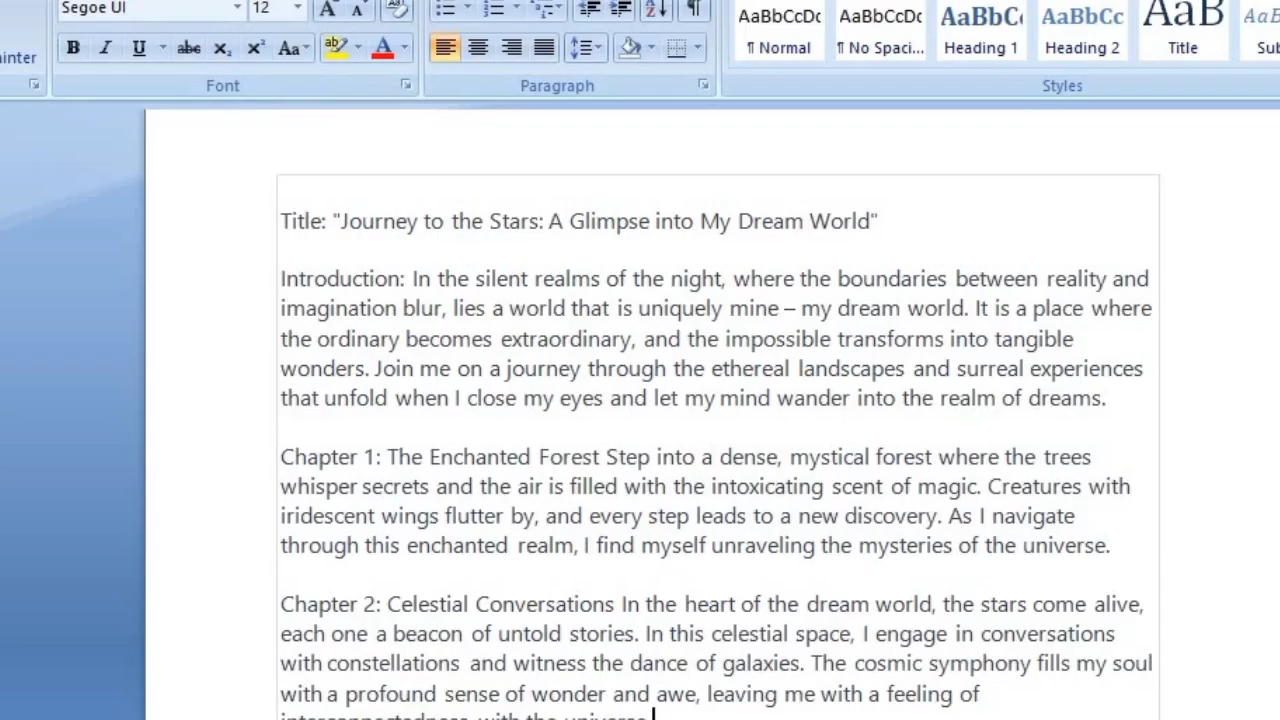 Segoe UI 12
B I U abc X₂ X² Aa ab A
AaBbCcDc AaBbCcDc AaBbC AaBbCc AaB
¶ Normal ¶ No Spaci... Heading 1 Heading 2 Title
Font Paragraph Styles
Title: "Journey to the Stars: A Glimpse into My Dream World"
Introduction: In the silent realms of the night, where the boundaries between reality and
imagination blur, lies a world that is uniquely mine – my dream world. It is a place where
the ordinary becomes extraordinary, and the impossible transforms into tangible
wonders. Join me on a journey through the ethereal landscapes and surreal experiences
that unfold when I close my eyes and let my mind wander into the realm of dreams.
Chapter 1: The Enchanted Forest Step into a dense, mystical forest where the trees
whisper secrets and the air is filled with the intoxicating scent of magic. Creatures with
iridescent wings flutter by, and every step leads to a new discovery. As I navigate
through this enchanted realm, I find myself unraveling the mysteries of the universe.
Chapter 2: Celestial Conversations In the heart of the dream world, the stars come alive,
each one a beacon of untold stories. In this celestial space, I engage in conversations
with constellations and witness the dance of galaxies. The cosmic symphony fills my soul
with a profound sense of wonder and awe, leaving me with a feeling of
interconnectedness with the universe.